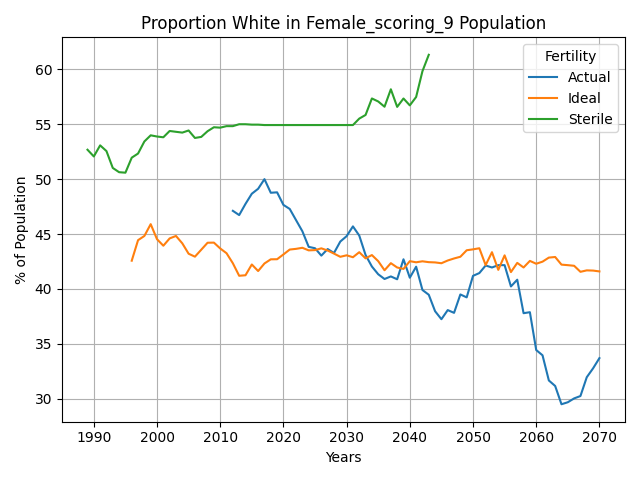 Proportion White in Female_scoring_9 Population
% of Population
60
55
50
45
40
35
30
Fertility
Actual
Ideal
Sterile
1990
2000
2010
2020
2030
2040
2050
2060
2070
Years